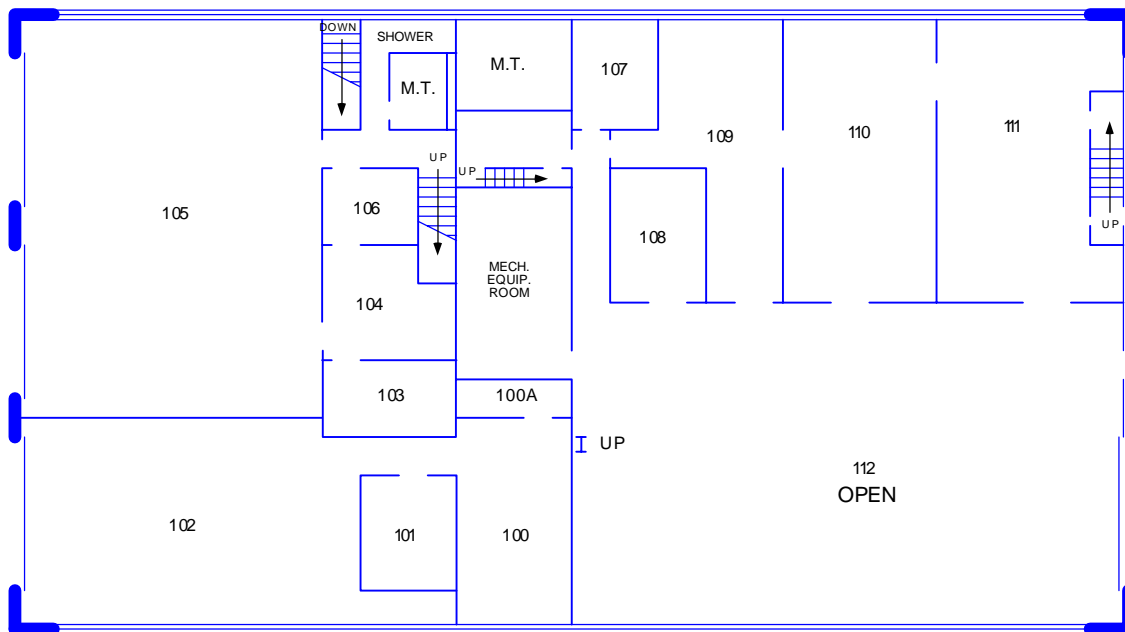 DOWN
SHOWER
M.T.
M.T.
107
109
110
111
UP
UP
105
106
108
UP
MECH.
EQUIP.
ROOM
104
103
100A
UP
112
OPEN
102
101
100